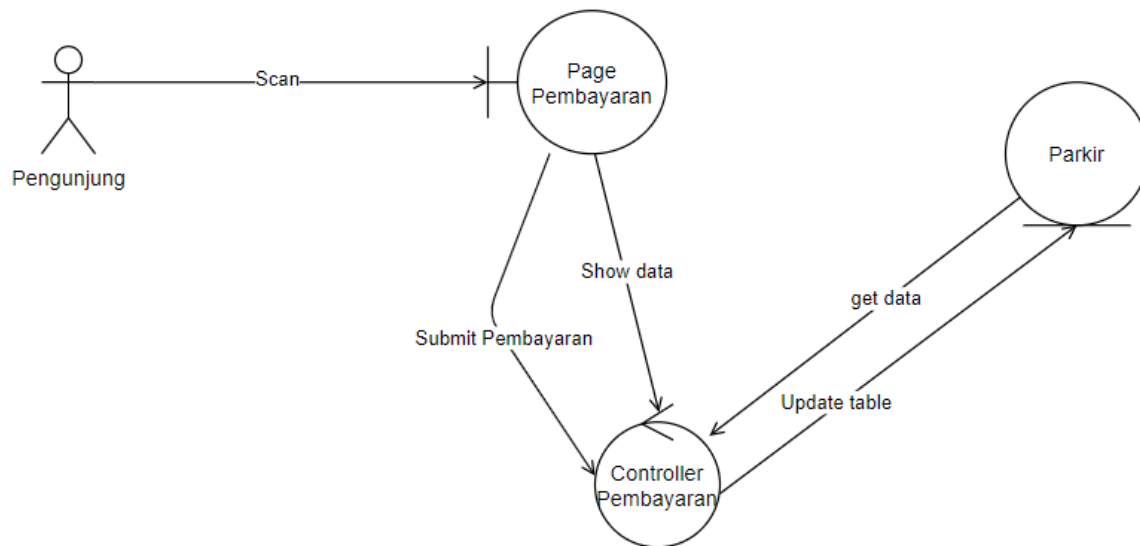 Scan
Page
Pembayaran
Pengunjung
Parkir
Show data
Submit Pembayaran
get data
Update table
Controller
Pembayaran